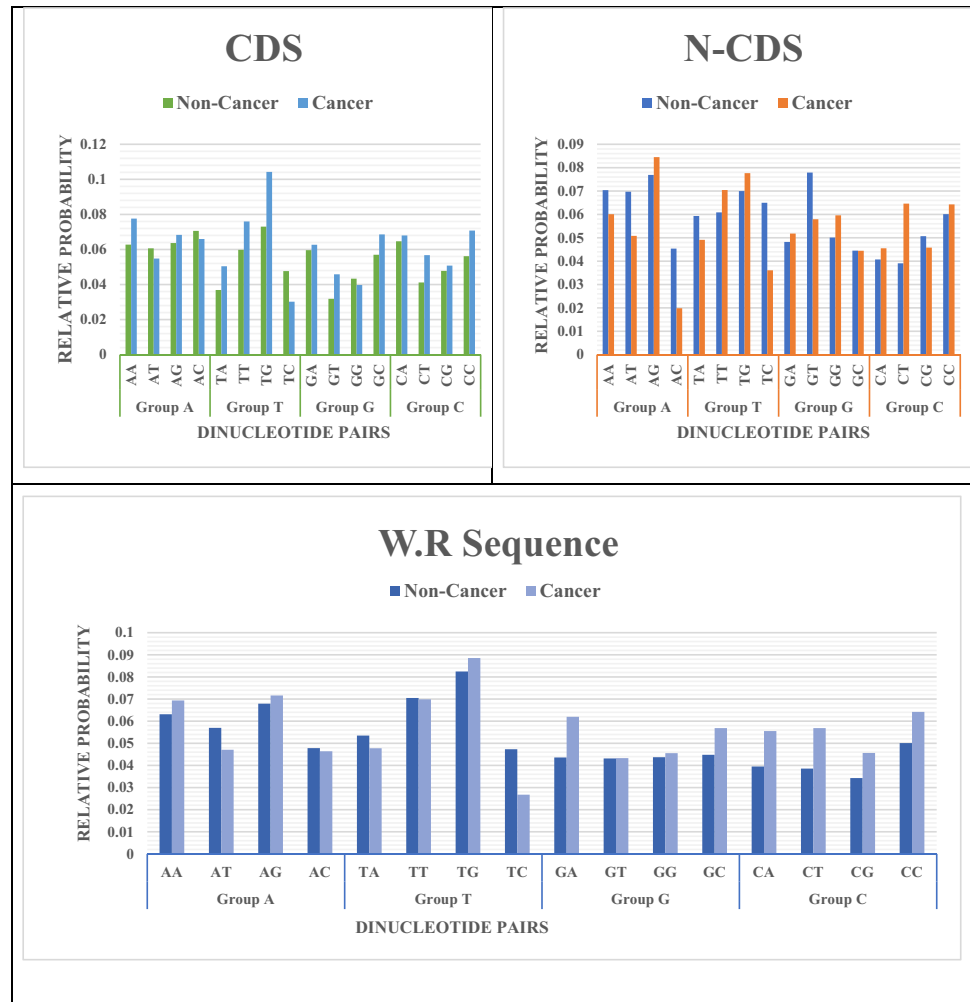 CDS
Non-Cancer Cancer
RELATIVE PROBABILITY
0.12
0.1
0.08
0.06
0.04
0.02
0
AA AT AG AC TA TT TG TC GA GT GG GC CA CT CG CC
Group A Group T Group G Group C
DINUCLEOTIDE PAIRS
N-CDS
Non-Cancer Cancer
RELATIVE PROBABILITY
0.09
0.08
0.07
0.06
0.05
0.04
0.03
0.02
0.01
0
AA AT AG AC TA TT TG TC GA GT GG GC CA CT CG CC
Group A Group T Group G Group C
DINUCLEOTIDE PAIRS
W.R Sequence
Non-Cancer Cancer
RELATIVE PROBABILITY
0.1
0.09
0.08
0.07
0.06
0.05
0.04
0.03
0.02
0.01
0
AA AT AG AC TA TT TG TC GA GT GG GC CA CT CG CC
Group A Group T Group G Group C
DINUCLEOTIDE PAIRS